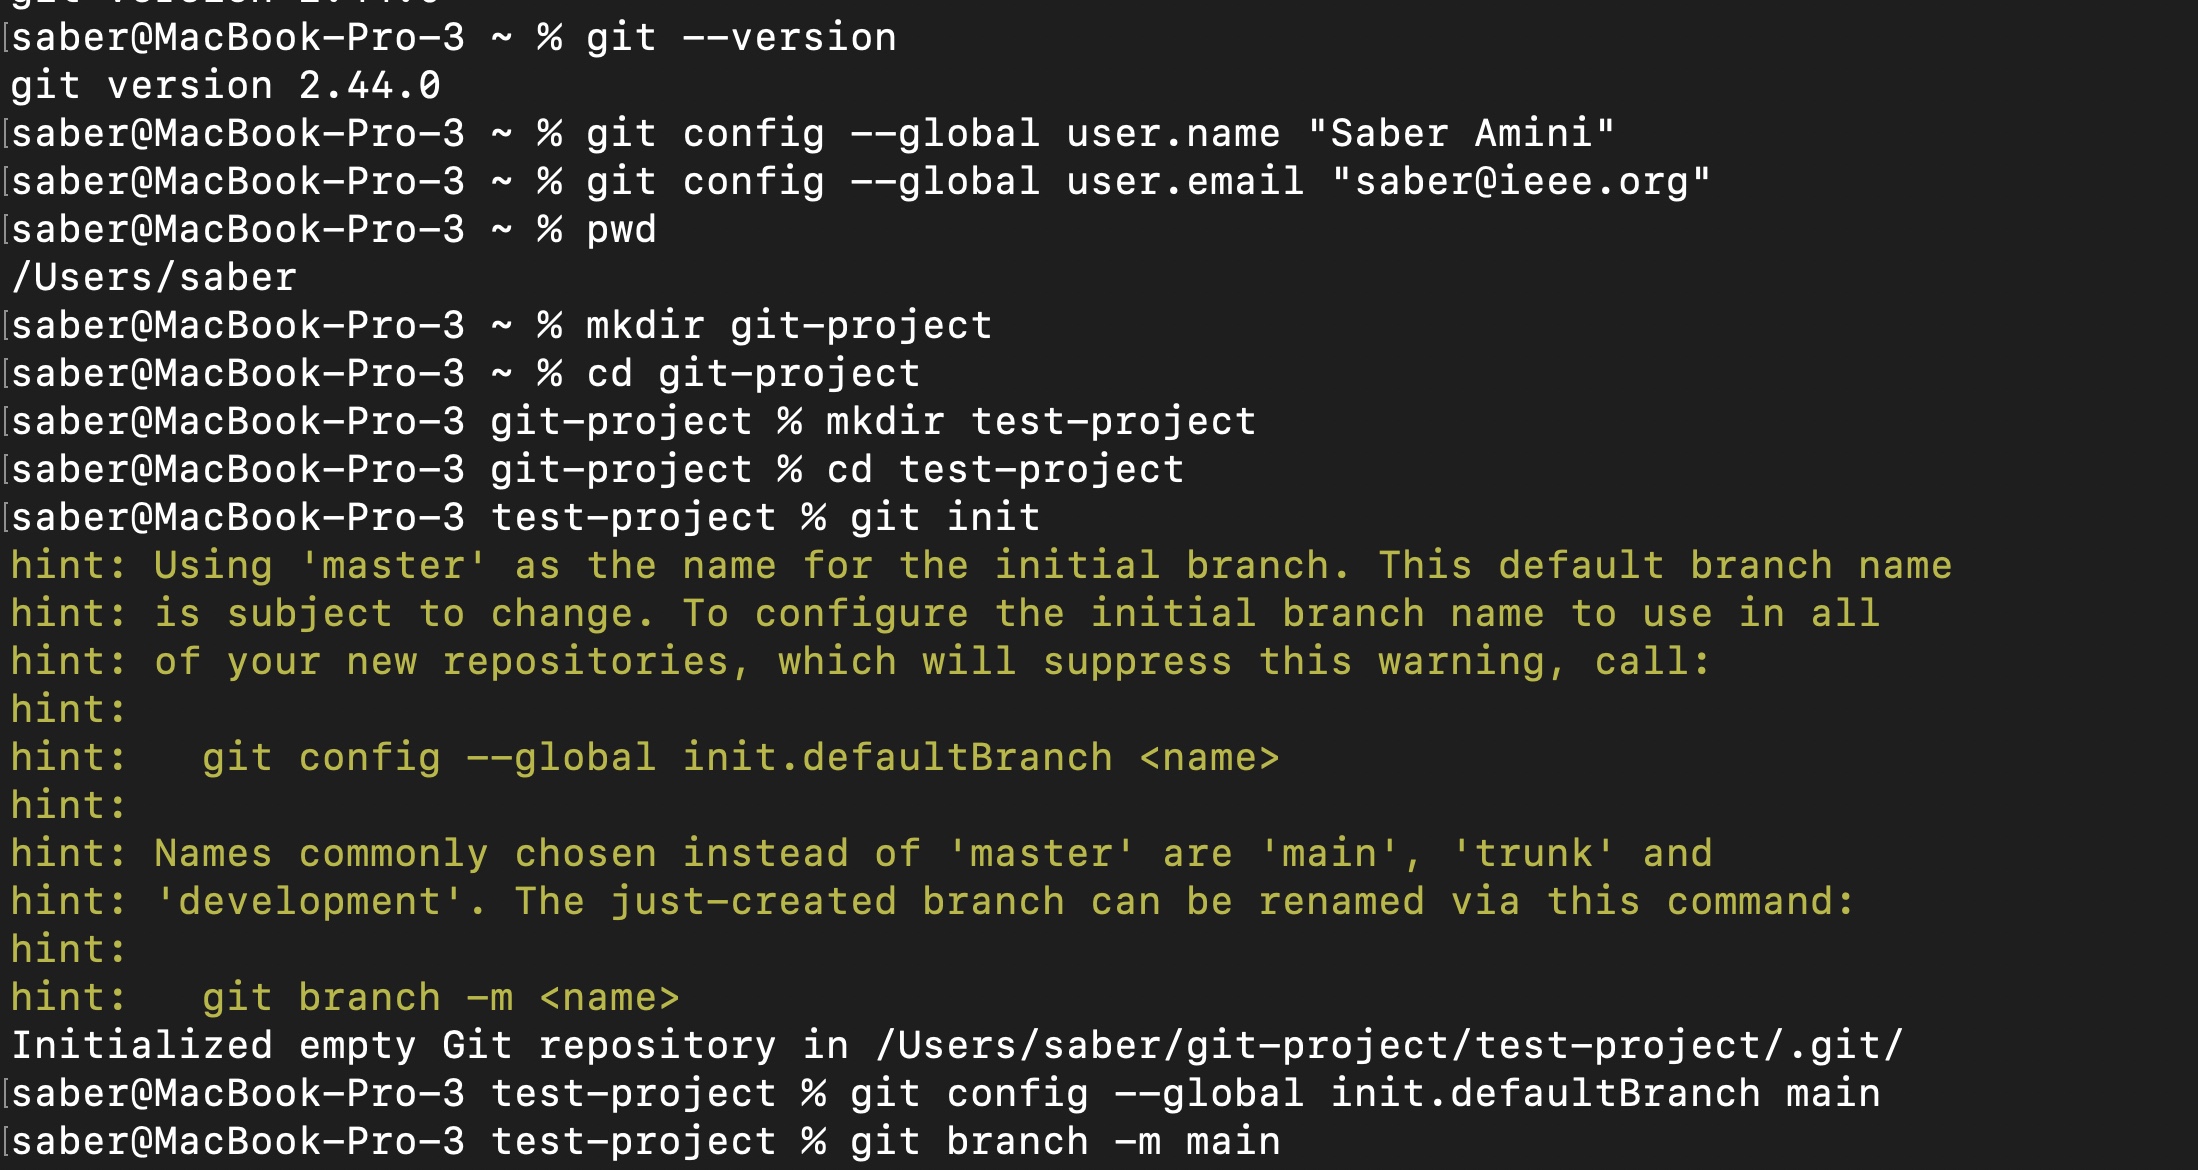 git version 2.44.0
[saber@MacBook-Pro-3 ~ % git --version
git version 2.44.0
[saber@MacBook-Pro-3 ~ % git config --global user.name "Saber Amini"
[saber@MacBook-Pro-3 ~ % git config --global user.email "saber@ieee.org"
[saber@MacBook-Pro-3 ~ % pwd
/Users/saber
[saber@MacBook-Pro-3 ~ % mkdir git-project
[saber@MacBook-Pro-3 ~ % cd git-project
[saber@MacBook-Pro-3 git-project % mkdir test-project
[saber@MacBook-Pro-3 git-project % cd test-project
[saber@MacBook-Pro-3 test-project % git init
hint: Using 'master' as the name for the initial branch. This default branch name
hint: is subject to change. To configure the initial branch name to use in all
hint: of your new repositories, which will suppress this warning, call:
hint:
hint:   git config --global init.defaultBranch <name>
hint:
hint: Names commonly chosen instead of 'master' are 'main', 'trunk' and
hint: 'development'. The just-created branch can be renamed via this command:
hint:
hint:   git branch -m <name>
Initialized empty Git repository in /Users/saber/git-project/test-project/.git/
[saber@MacBook-Pro-3 test-project % git config --global init.defaultBranch main
[saber@MacBook-Pro-3 test-project % git branch -m main